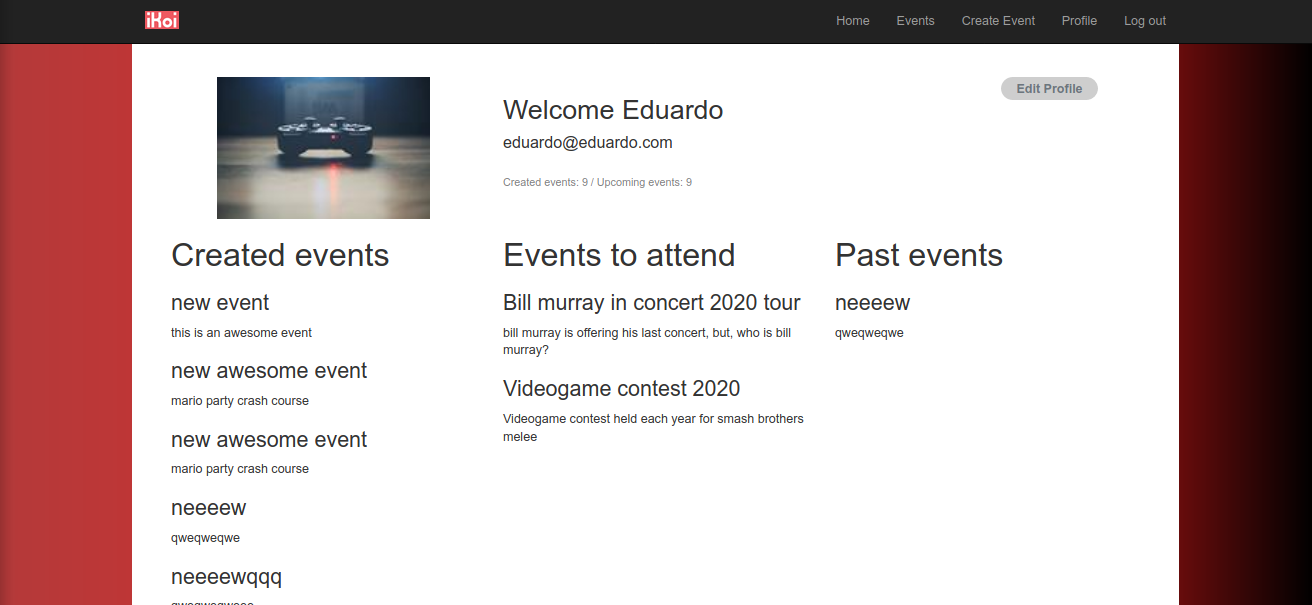 iKoi
Home Events Create Event Profile Log out
Edit Profile
Welcome Eduardo
eduardo@eduardo.com
Created events: 9 / Upcoming events: 9
Created events
new event
this is an awesome event
new awesome event
mario party crash course
new awesome event
mario party crash course
neeeew
qweqweqwe
neeeewqqq
Events to attend
Bill murray in concert 2020 tour
bill murray is offering his last concert, but, who is bill
murray?
Videogame contest 2020
Videogame contest held each year for smash brothers
melee
Past events
neeeew
qweqweqwe